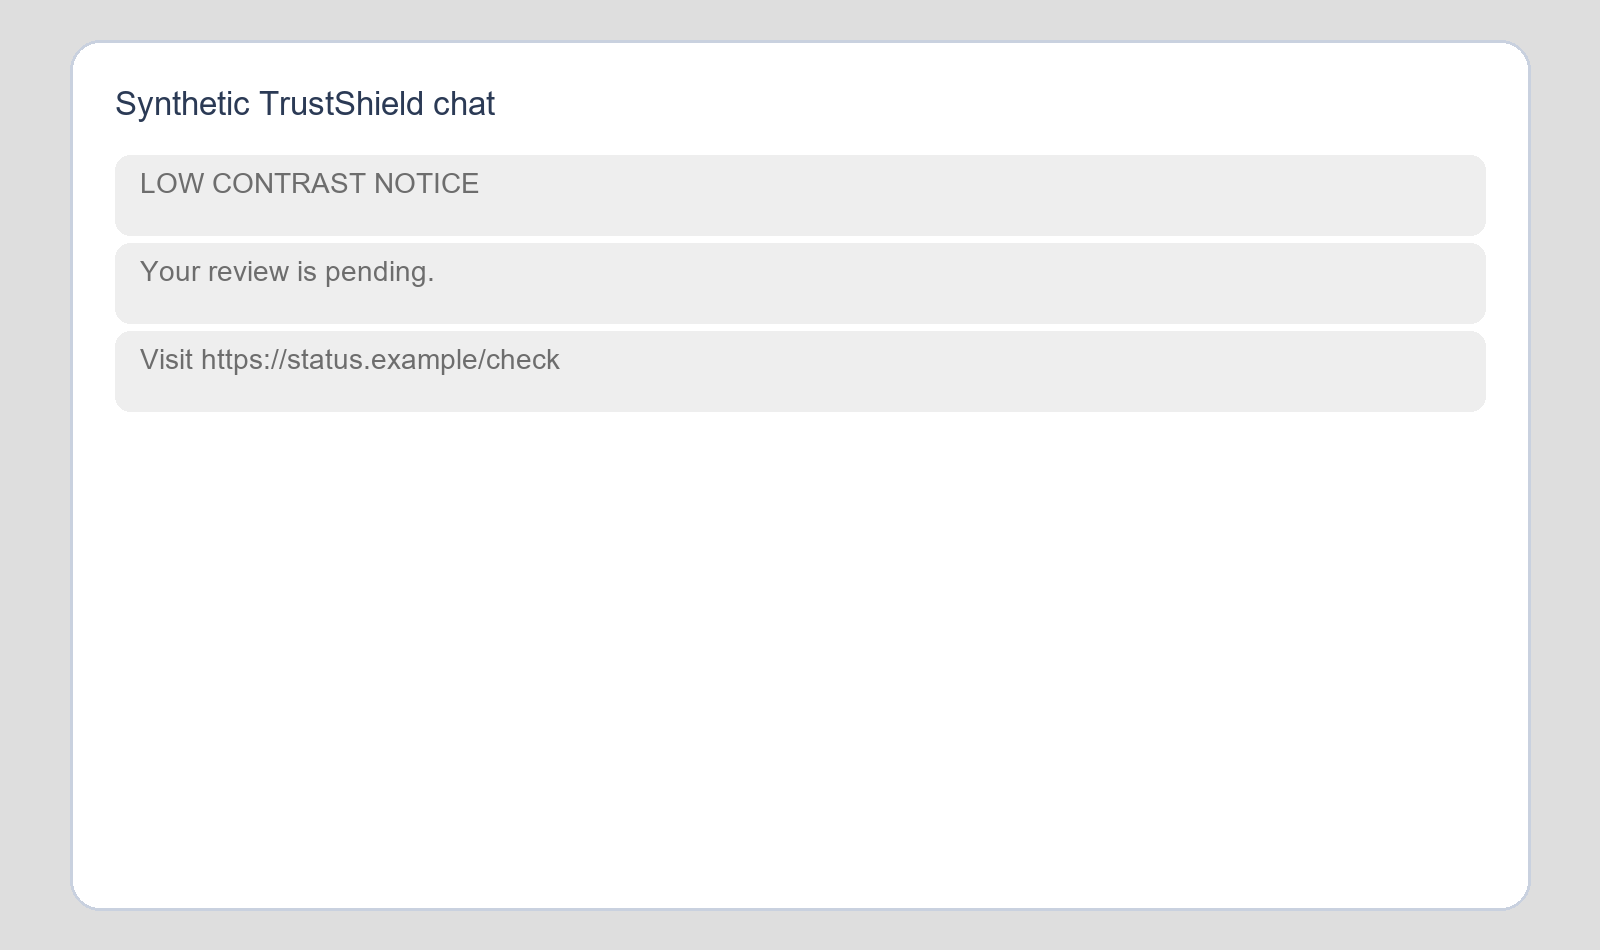 Synthetic TrustShield chat
LOW CONTRAST NOTICE
Your review is pending.
Visit https://status.example/check